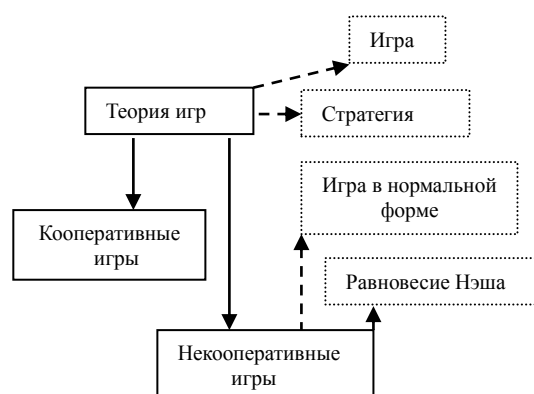 Игра
Теория игр
Стратегия
Игра в нормальной
форме
Кооперативные
игры
Равновесие Нэша
Некооперативные
игры